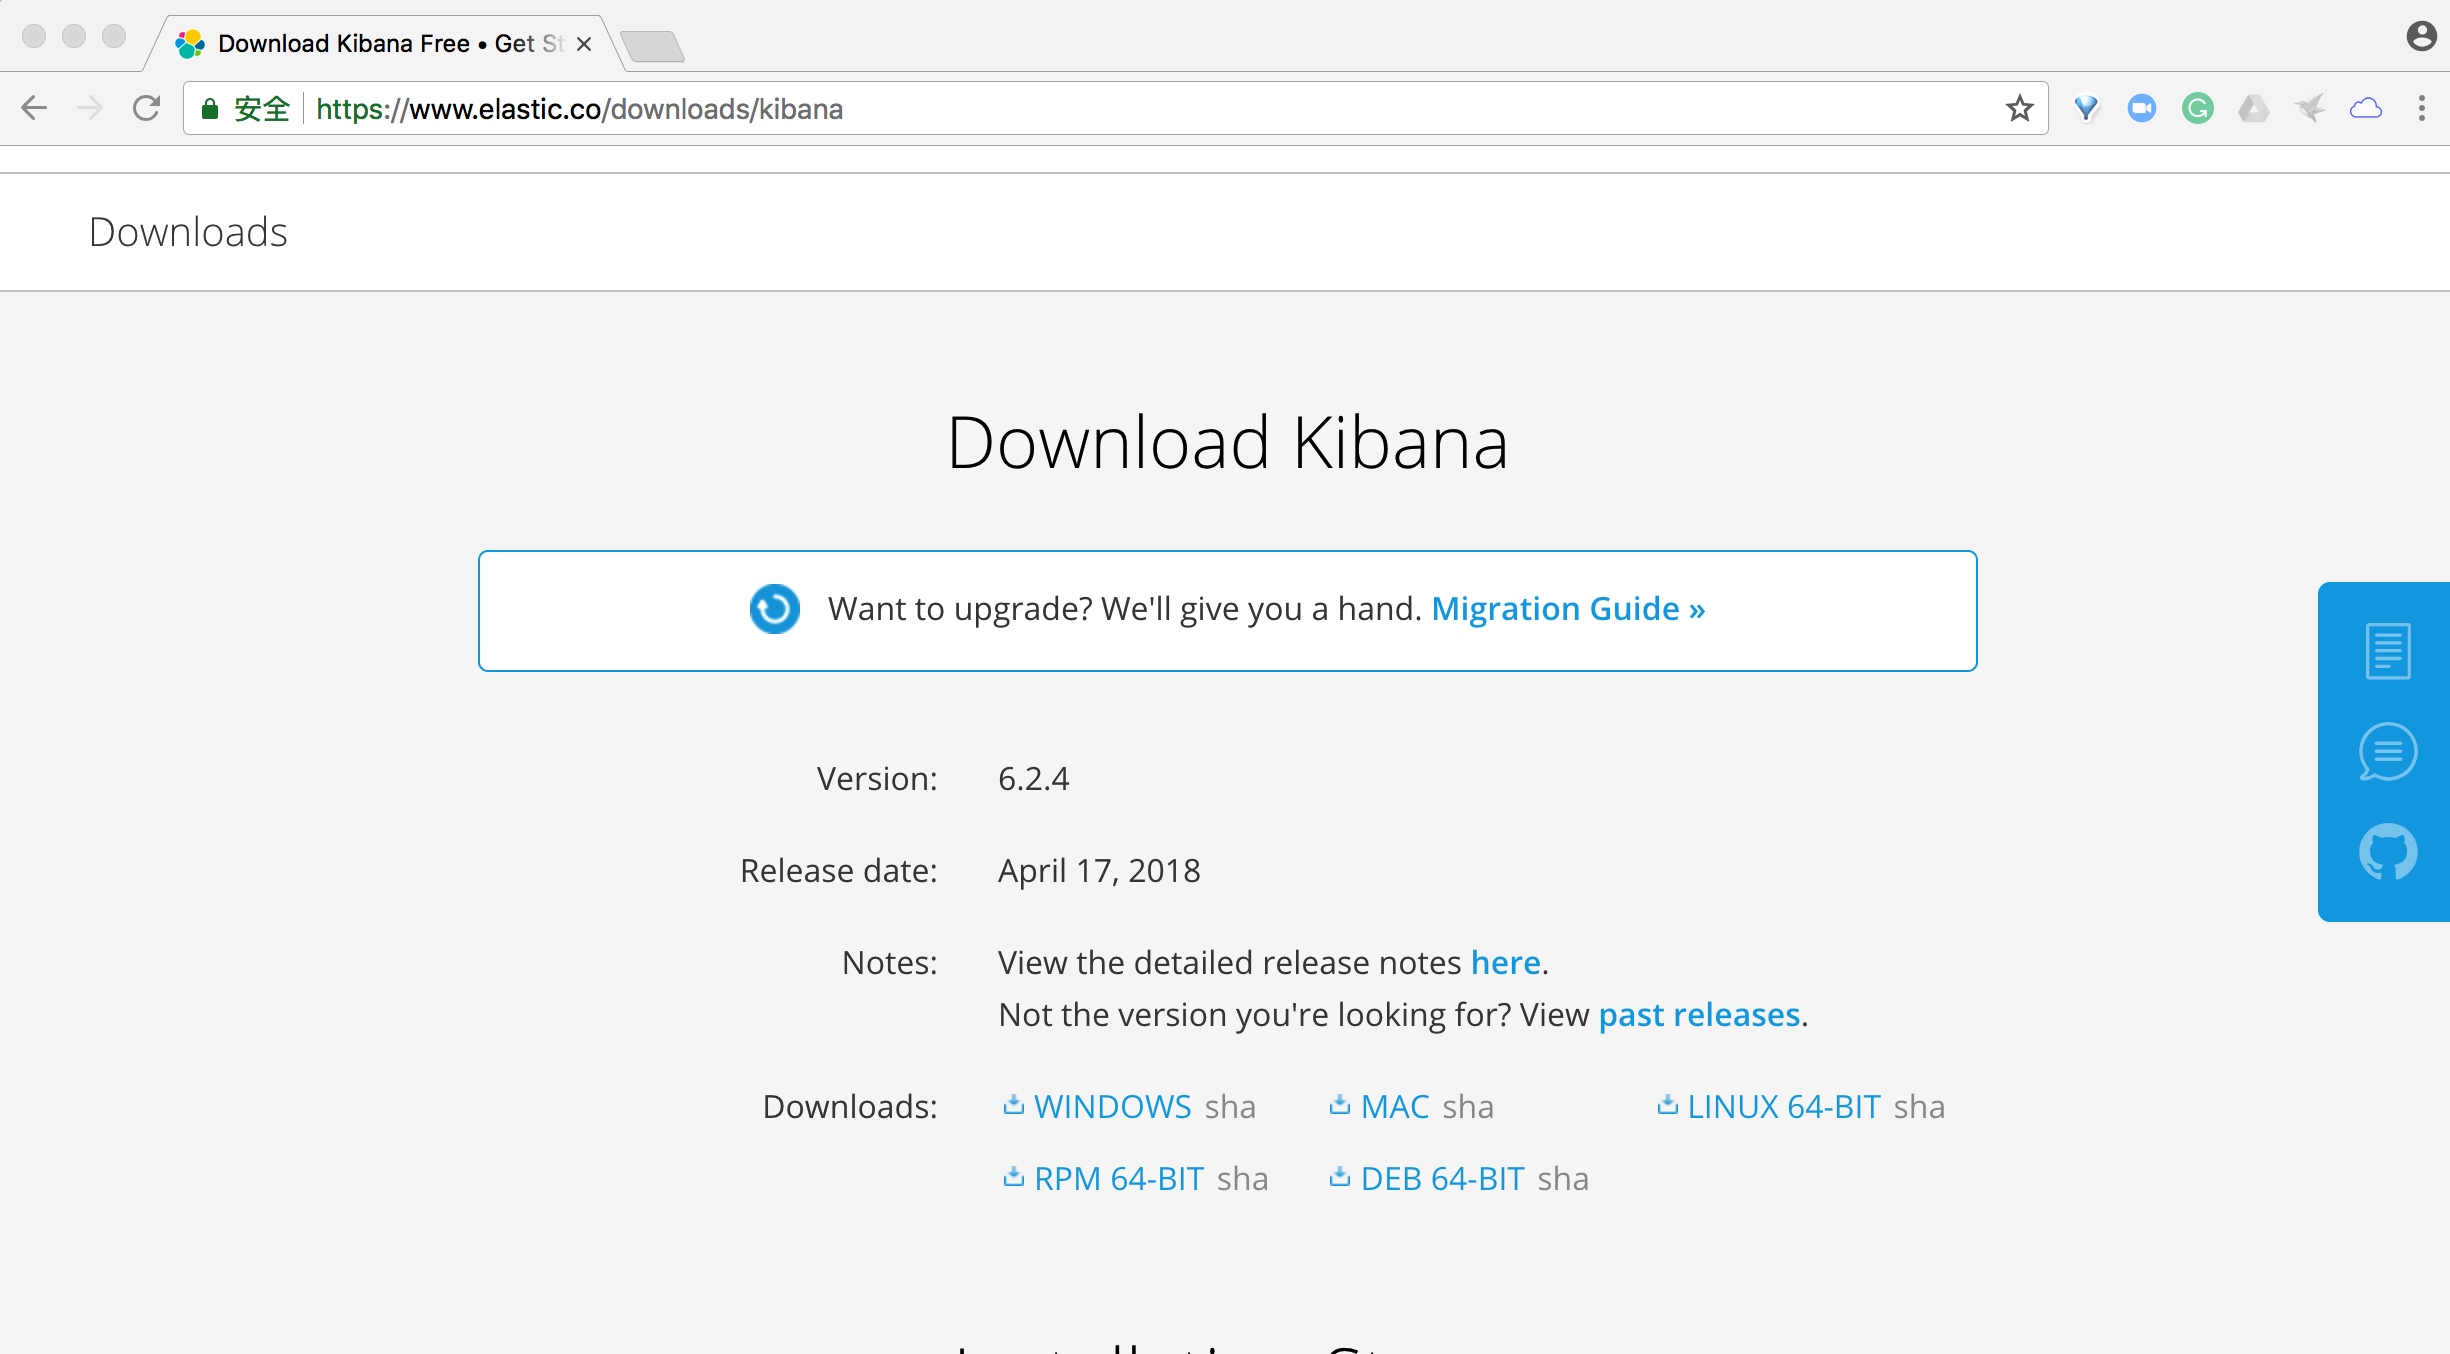 Download Kibana Free • Get St
安全 https://www.elastic.co/downloads/kibana
Downloads
Download Kibana
Want to upgrade? We'll give you a hand. Migration Guide »
Version: 6.2.4
Release date: April 17, 2018
Notes: View the detailed release notes here.
Not the version you're looking for? View past releases.
Downloads: WINDOWS sha MAC sha LINUX 64-BIT sha
RPM 64-BIT sha DEB 64-BIT sha